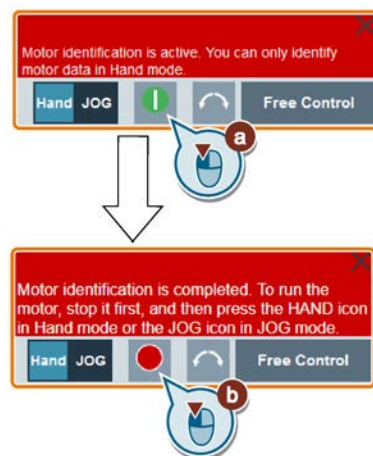 Motor identification is active. You can only identify
motor data in Hand mode.
Hand JOG Free Control
a
Motor identification is completed. To run the
motor, stop it first, and then press the HAND icon
in Hand mode or the JOG icon in JOG mode.
Hand JOG Free Control
b